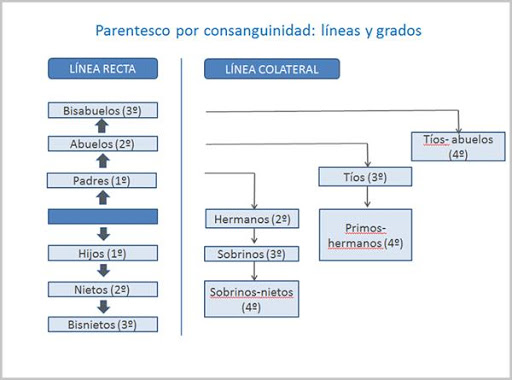 Parentesco por consanguinidad: líneas y grados
LÍNEA RECTA
Bisabuelos (3º)
Abuelos (2º)
Padres (1º)
Hijos (1º)
Nietos (2º)
Bisnietos (3º)
LÍNEA COLATERAL
Tíos- abuelos
(4º)
Tíos (3º)
Hermanos (2º)
Primos-
hermanos (4º)
Sobrinos (3º)
Sobrinos-nietos
(4º)